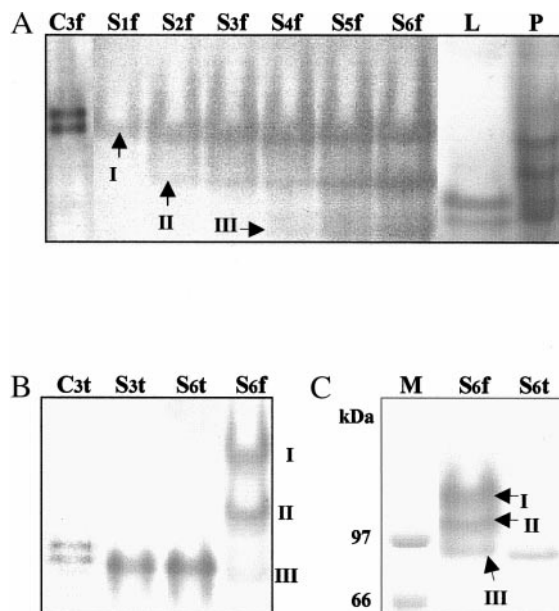 A C3f S1f S2f S3f S4f S5f S6f L P
I
II
III
B C3t S3t S6t S6f
I
II
III
C M S6f S6t
kDa
I
II
97
III
66